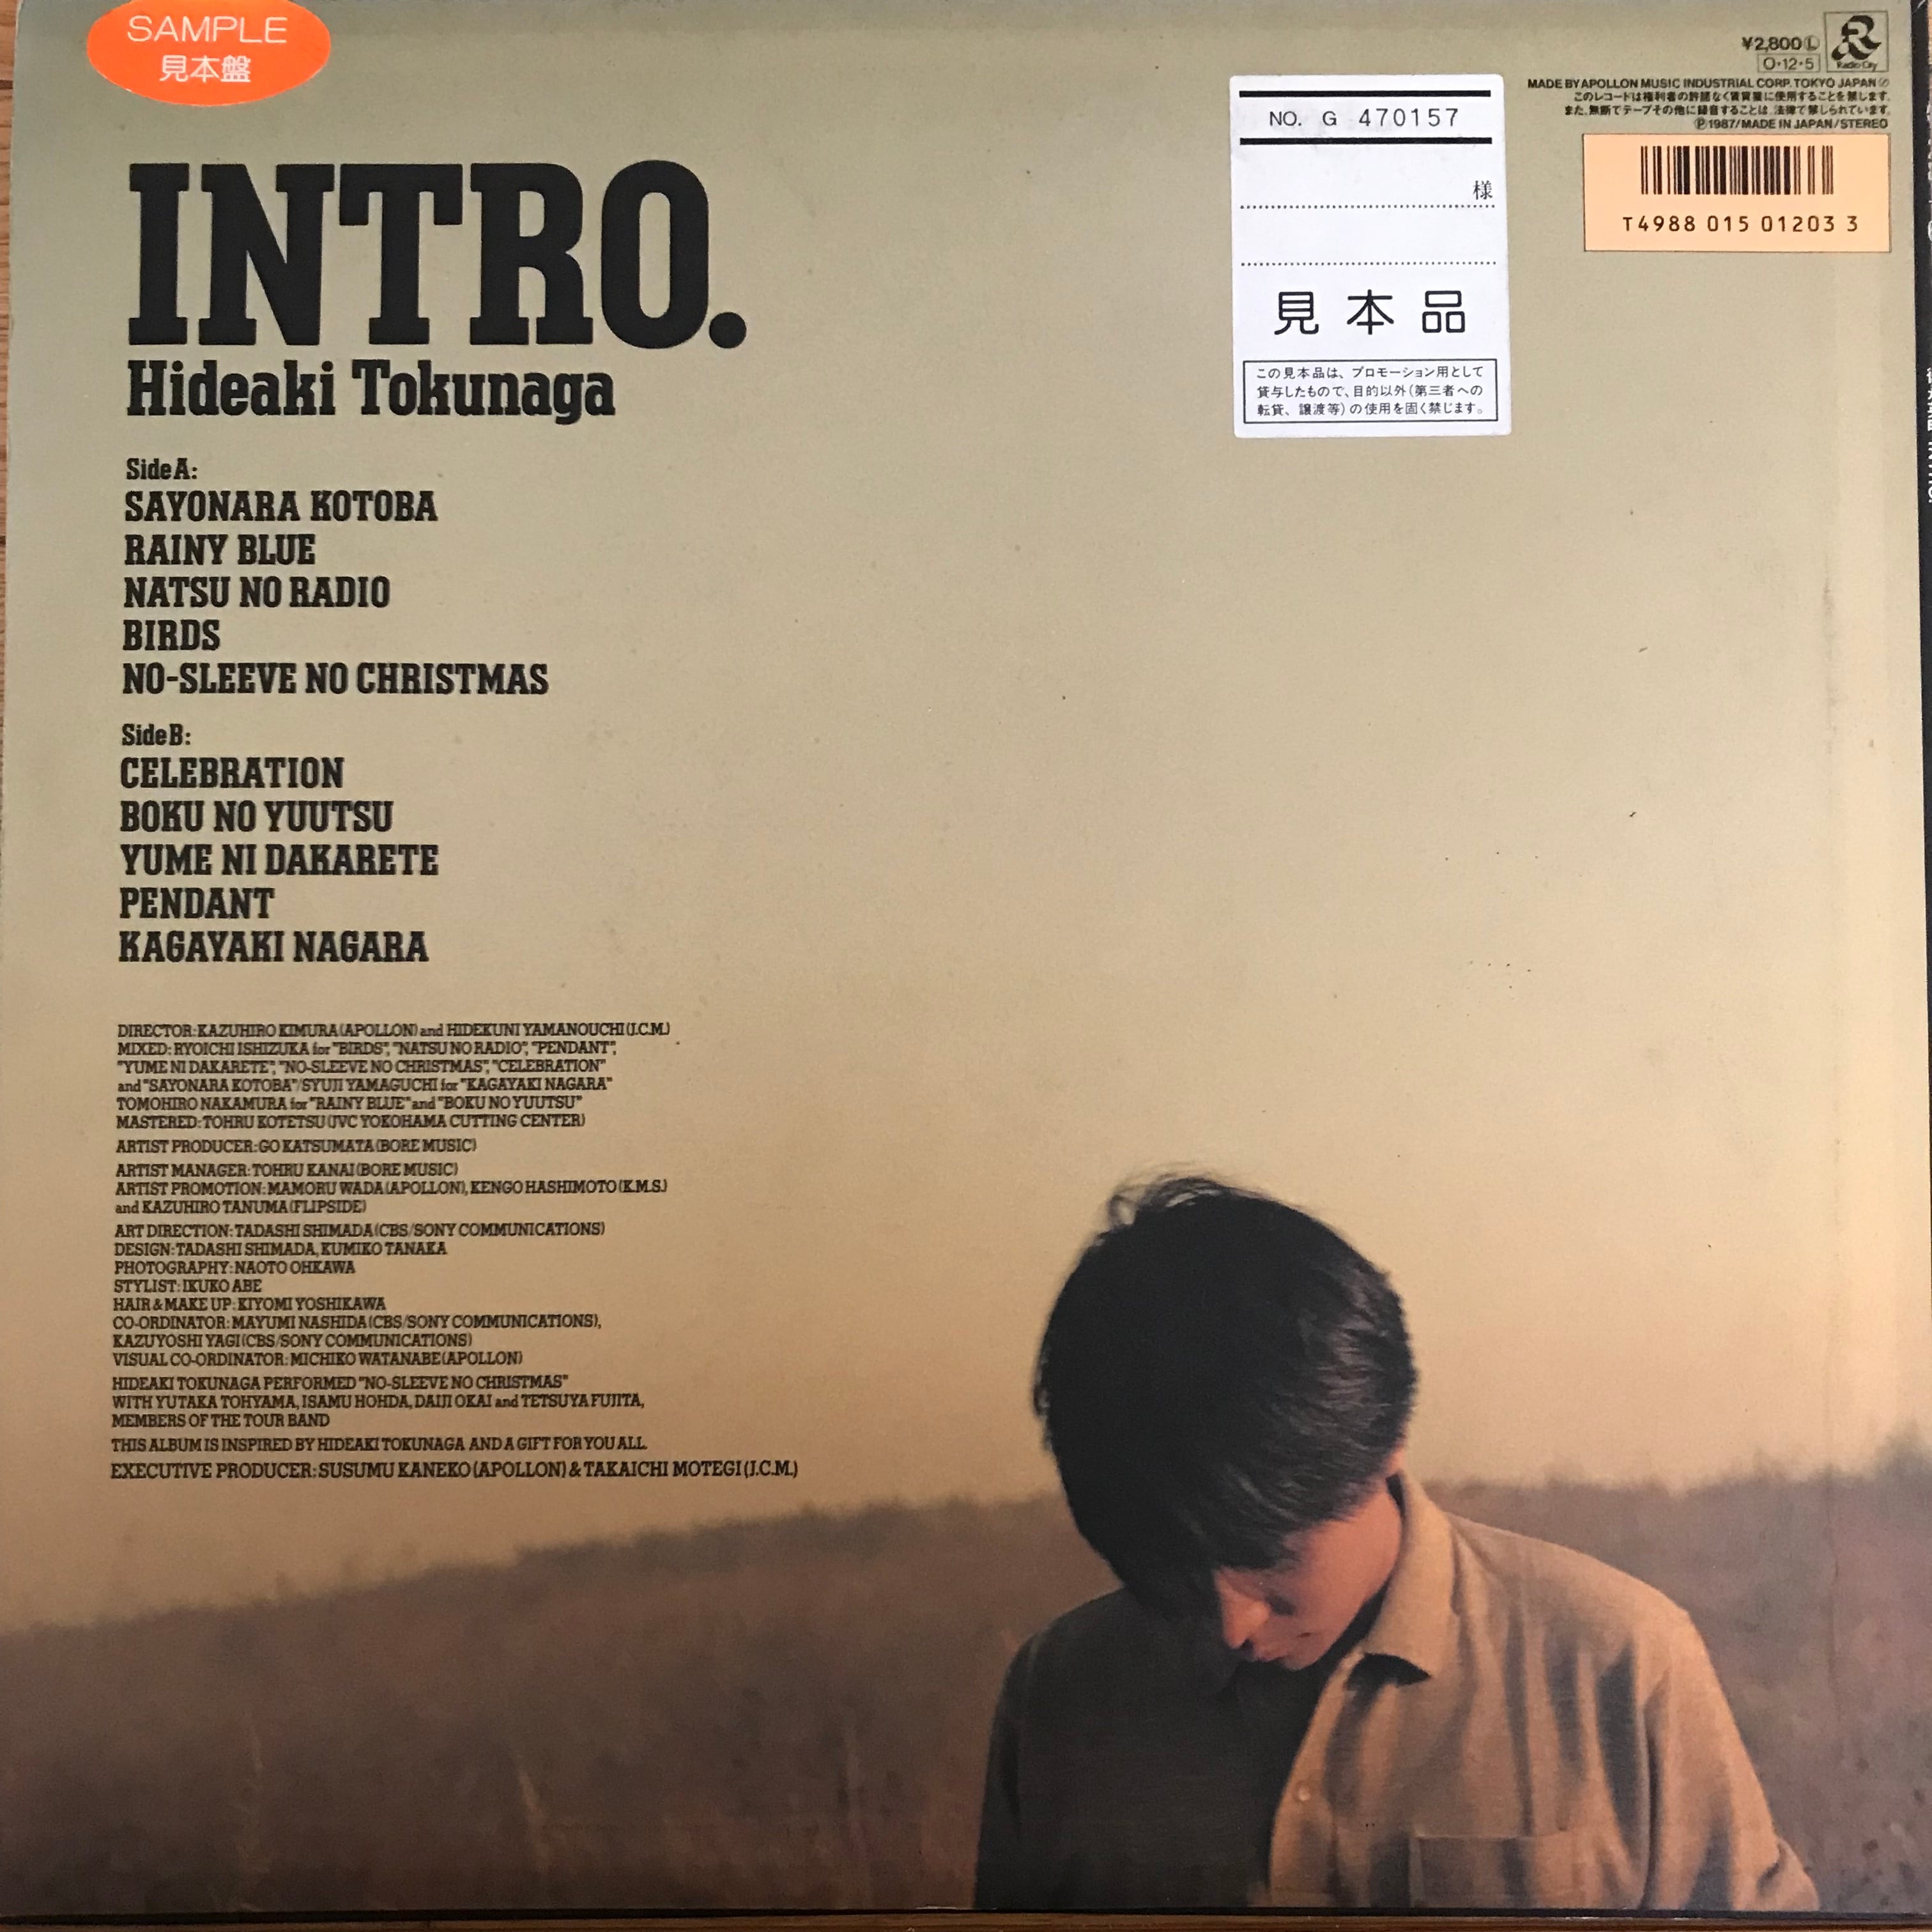 SAMPLE
見本盤
¥2,800Ⓛ
O・12・5
R
Radio City
MADE BY APOLLON MUSIC INDUSTRIAL CORP. TOKYO JAPAN
このレコードは権利者の許諾なく賃貸業に使用することを禁じます。
また、無断でテープその他に録音することは、法律で禁じられています。
Ⓟ1987/MADE IN JAPAN/STEREO
T4988 015 01203 3
NO. G 470157
様
見本品
この見本品は、プロモーション用として
貸与したもので、目的以外(第三者への
転貸、譲渡等)の使用を固く禁じます。
INTRO.
Hideaki Tokunaga
Side A:
SAYONARA KOTOBA
RAINY BLUE
NATSU NO RADIO
BIRDS
NO-SLEEVE NO CHRISTMAS
Side B:
CELEBRATION
BOKU NO YUUTSU
YUME NI DAKARETE
PENDANT
KAGAYAKI NAGARA
DIRECTOR: KAZUHIRO KIMURA (APOLLON) and HIDEKUNI YAMANOUCHI (J.C.M.)
MIXED: RYOICHI ISHIZUKA for "BIRDS", "NATSU NO RADIO", "PENDANT",
"YUME NI DAKARETE", "NO-SLEEVE NO CHRISTMAS", "CELEBRATION"
and "SAYONARA KOTOBA"/SYUJI YAMAGUCHI for "KAGAYAKI NAGARA"
TOMOHIRO NAKAMURA for "RAINY BLUE" and "BOKU NO YUUTSU"
MASTERED: TOHRU KOTETSU (JVC YOKOHAMA CUTTING CENTER)
ARTIST PRODUCER: GO KATSUMATA (BORE MUSIC)
ARTIST MANAGER: TOHRU KANAI (BORE MUSIC)
ARTIST PROMOTION: MAMORU WADA (APOLLON), KENGO HASHIMOTO (K.M.S.)
and KAZUHIRO TANUMA (FLIPSIDE)
ART DIRECTION: TADASHI SHIMADA (CBS/SONY COMMUNICATIONS)
DESIGN: TADASHI SHIMADA, KUMIKO TANAKA
PHOTOGRAPHY: NAOTO OHKAWA
STYLIST: IKUKO ABE
HAIR & MAKE UP: KIYOMI YOSHIKAWA
CO-ORDINATOR: MAYUMI NASHIDA (CBS/SONY COMMUNICATIONS),
KAZUYOSHI YAGI (CBS/SONY COMMUNICATIONS)
VISUAL CO-ORDINATOR: MICHIKO WATANABE (APOLLON)
HIDEAKI TOKUNAGA PERFORMED "NO-SLEEVE NO CHRISTMAS"
WITH YUTAKA TOHYAMA, ISAMU HOHDA, DAIJI OKAI and TETSUYA FUJITA,
MEMBERS OF THE TOUR BAND
THIS ALBUM IS INSPIRED BY HIDEAKI TOKUNAGA AND A GIFT FOR YOU ALL.
EXECUTIVE PRODUCER: SUSUMU KANEKO (APOLLON) & TAKAICHI MOTEGI (J.C.M.)